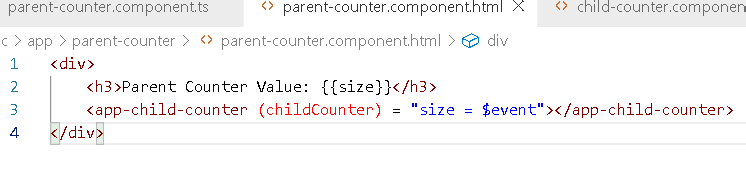 parent-counter.component.ts parent-counter.component.html child-counter.componen
c > app > parent-counter > parent-counter.component.html > div
1 <div>
2 <h3>Parent Counter Value: {{size}}</h3>
3 <app-child-counter (childCounter) = "size = $event"></app-child-counter>
4 </div>